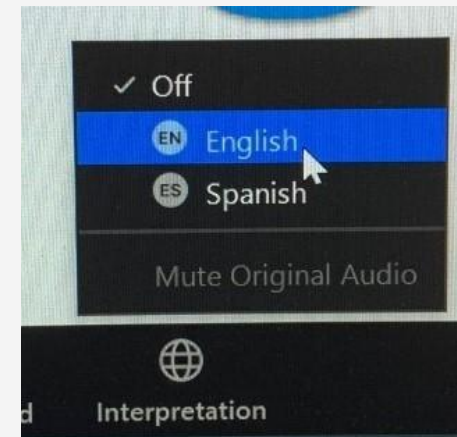 Off
EN English
ES Spanish
Mute Original Audio
d Interpretation